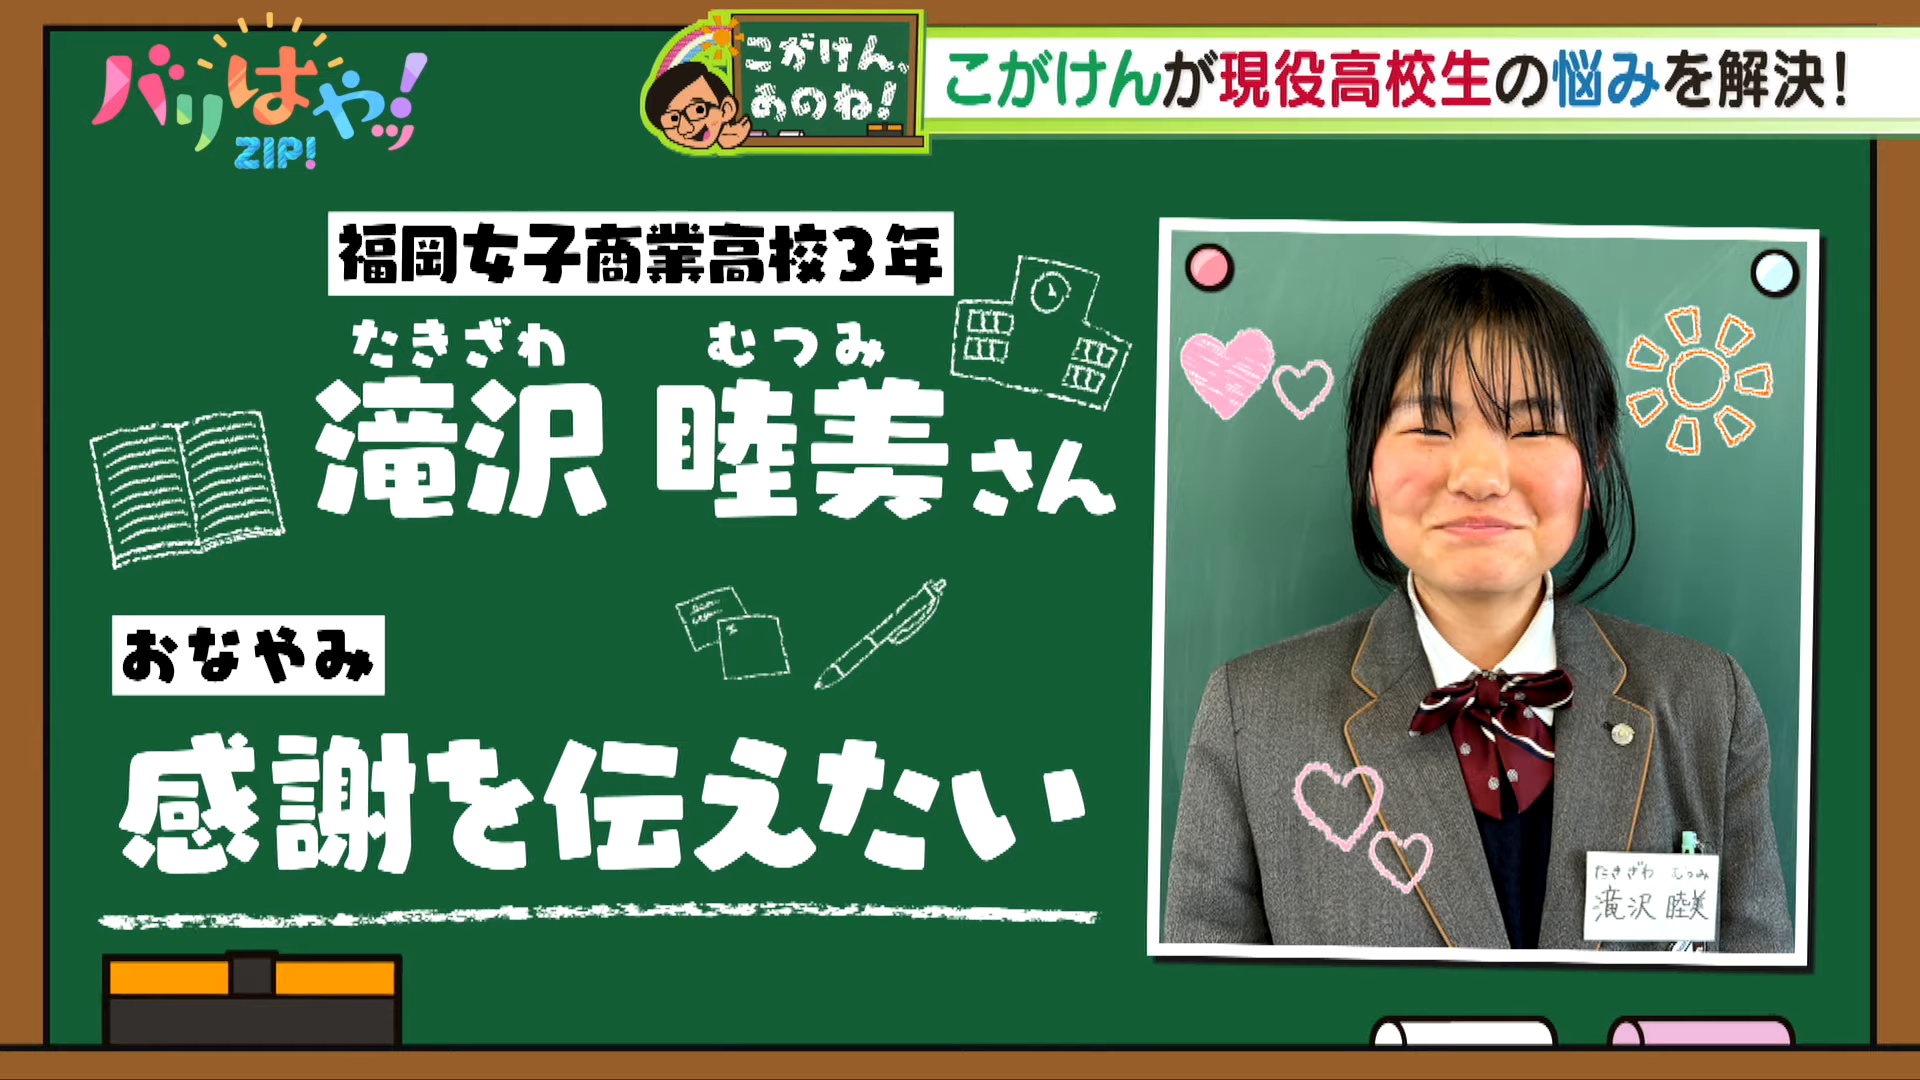 バリはやッ!
ZIP!
こがけん、
あのね!
こがけんが現役高校生の悩みを解決!
福岡女子商業高校3年
たきざわ むつみ
滝沢 睦美さん
おなやみ
感謝を伝えたい
たきざわ むつみ
滝沢 睦美